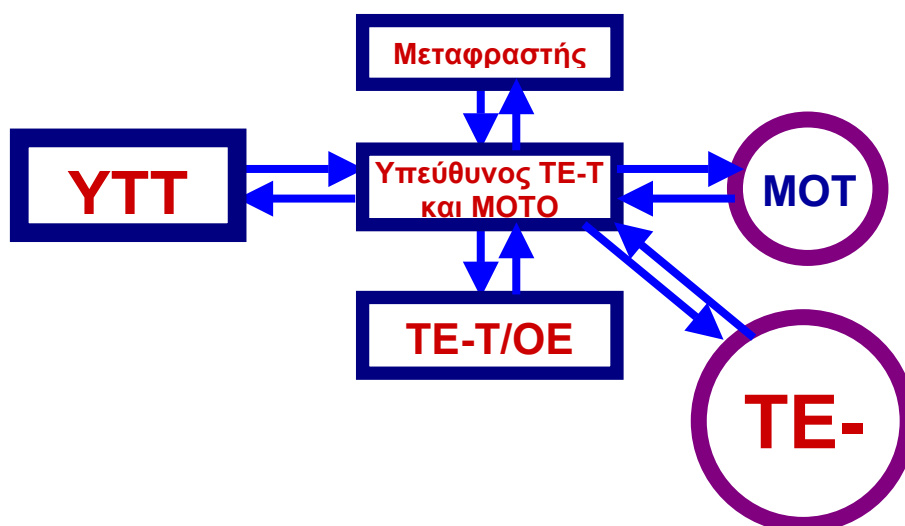 Μεταφραστής
ΥΤΤ
Υπεύθυνος ΤΕ-Τ
και ΜΟΤΟ
ΜΟΤ
ΤΕ-Τ/ΟΕ
ΤΕ-